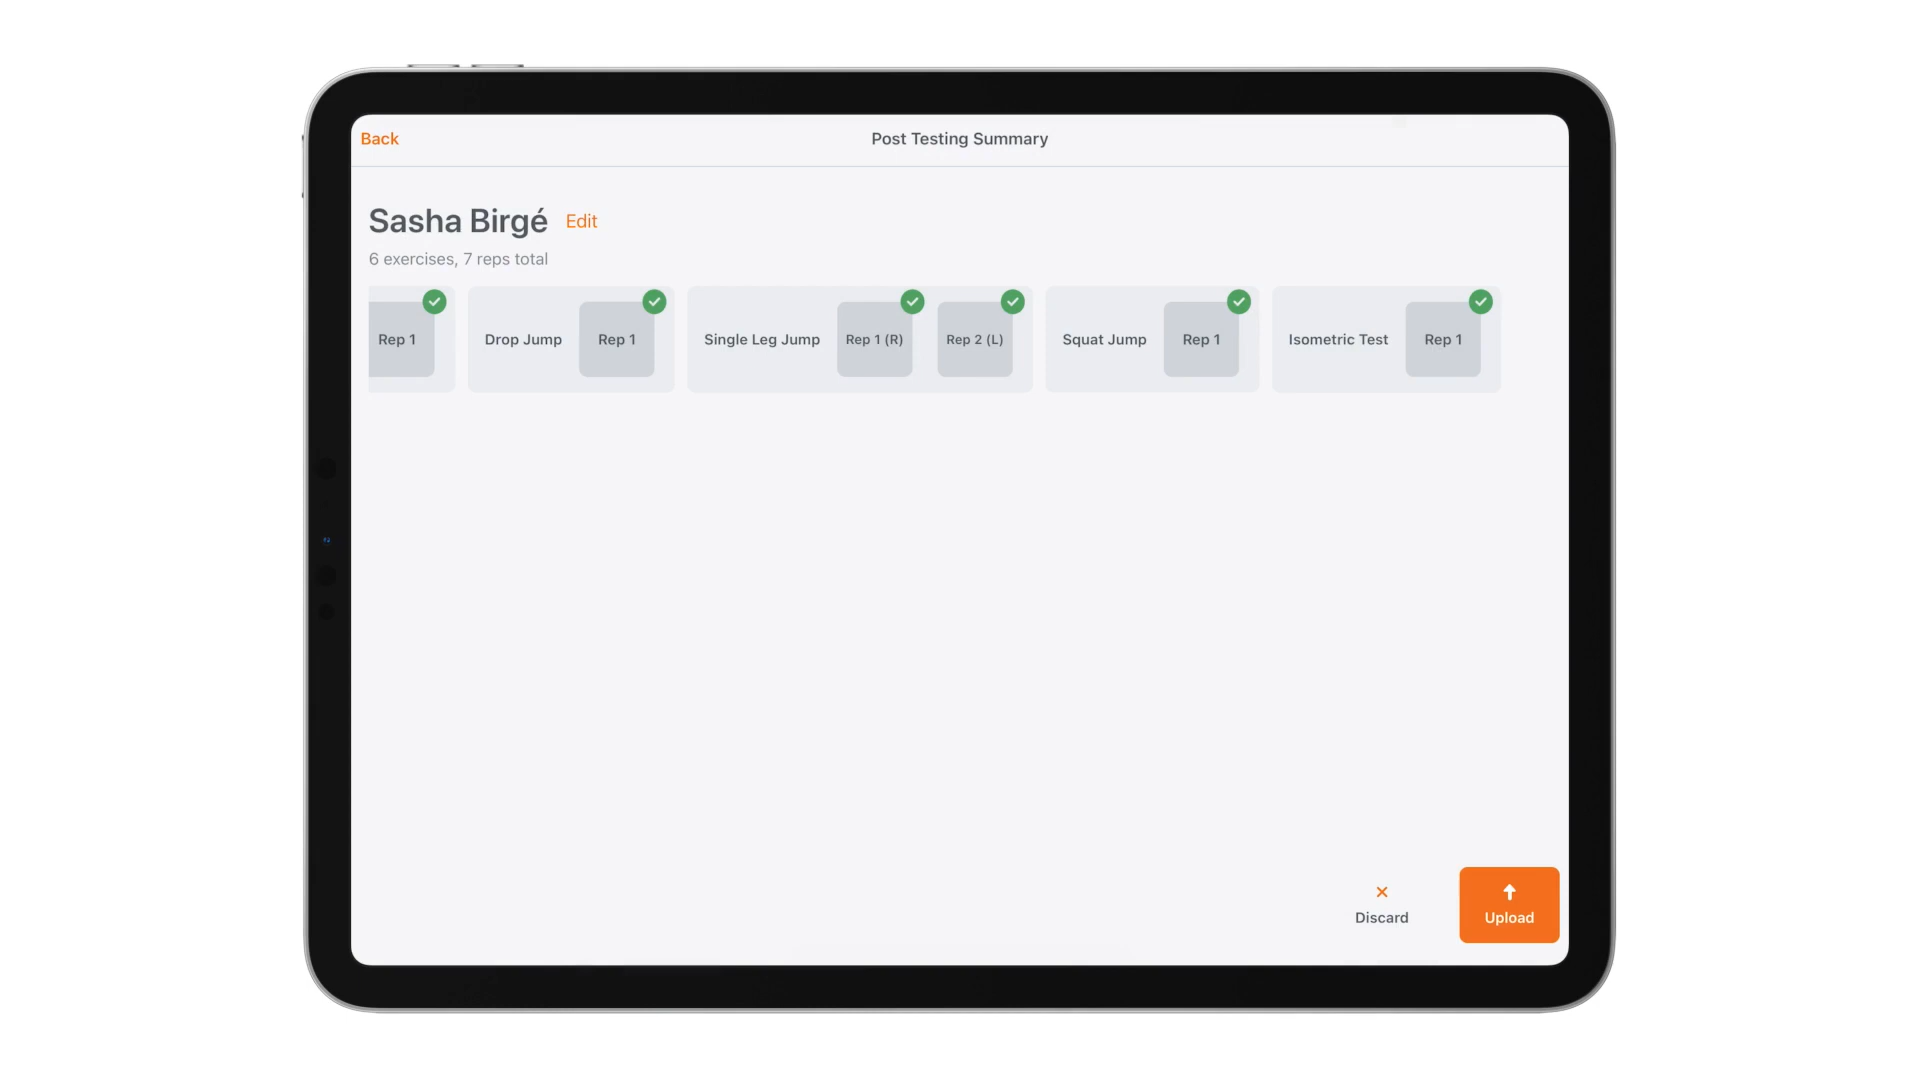 Back
Post Testing Summary
Sasha Birgé Edit
6 exercises, 7 reps total
Rep 1
Drop Jump Rep 1
Single Leg Jump Rep 1 (R) Rep 2 (L)
Squat Jump Rep 1
Isometric Test Rep 1
Discard
Upload